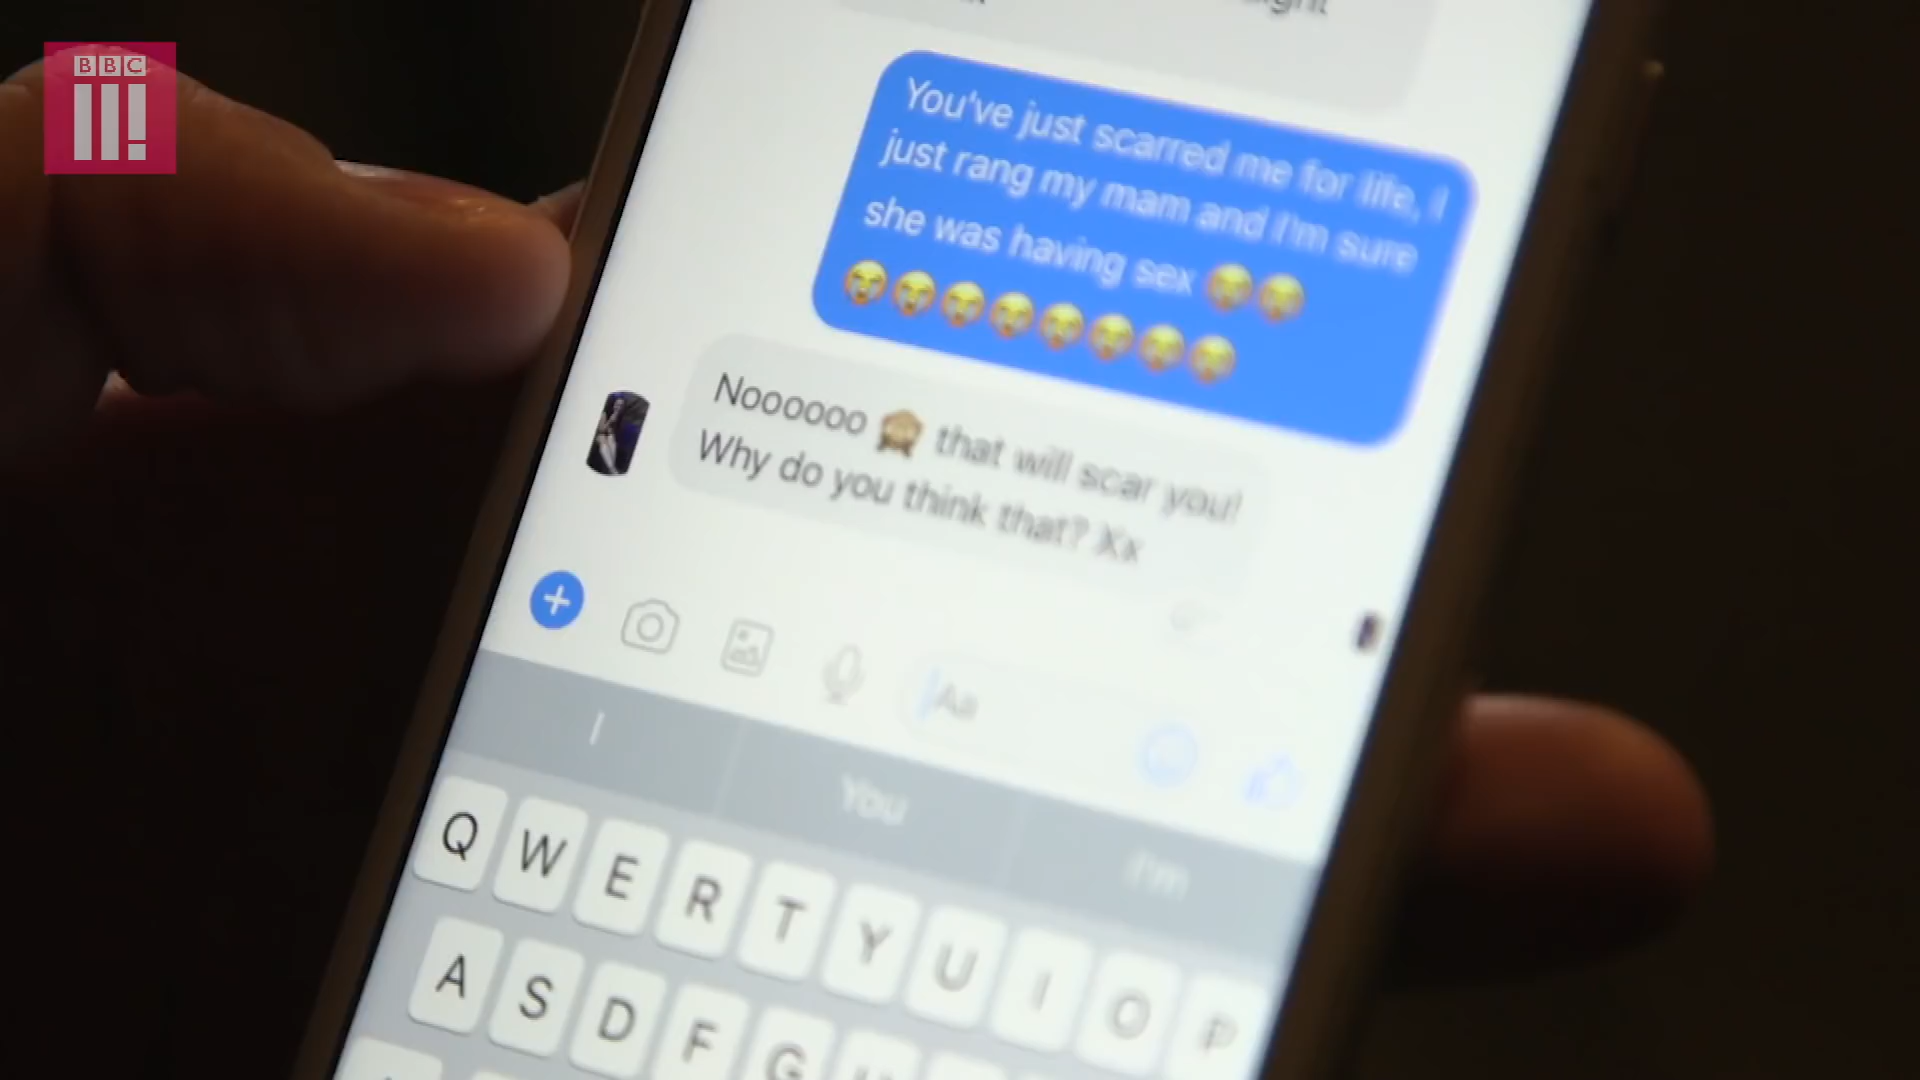 BBC
ight
You've just scarred me for life, I
just rang my mam and I'm sure
she was having sex 😭😭
😭😭😭😭😭😭😭😭
Noooooo 🙈 that will scar you!
Why do you think that? Xx
Aa
I You I'm
Q W E R T Y U I O P
A S D F G